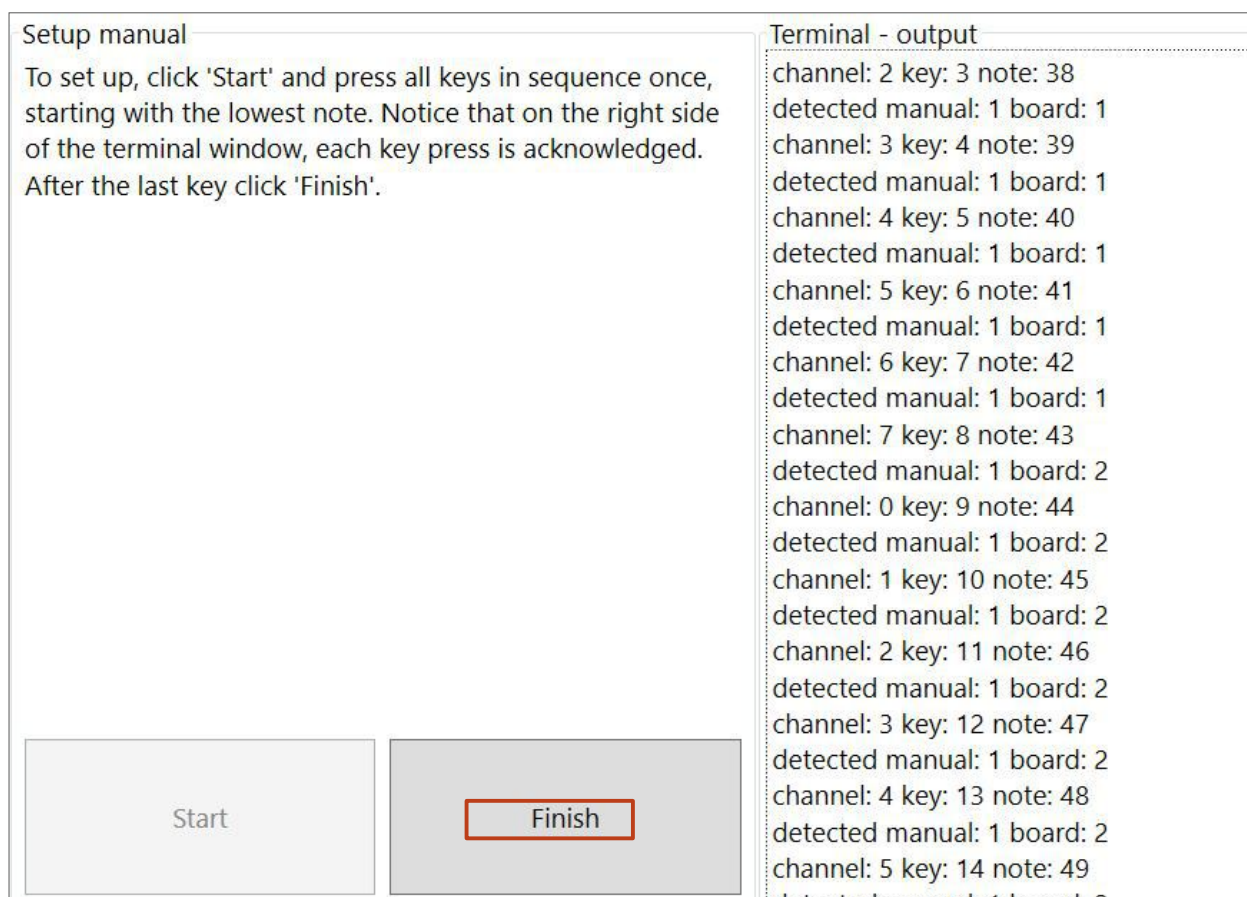 Setup manual
To set up, click 'Start' and press all keys in sequence once,
starting with the lowest note. Notice that on the right side
of the terminal window, each key press is acknowledged.
After the last key click 'Finish'.
Start
Finish
Terminal - output
channel: 2 key: 3 note: 38
detected manual: 1 board: 1
channel: 3 key: 4 note: 39
detected manual: 1 board: 1
channel: 4 key: 5 note: 40
detected manual: 1 board: 1
channel: 5 key: 6 note: 41
detected manual: 1 board: 1
channel: 6 key: 7 note: 42
detected manual: 1 board: 1
channel: 7 key: 8 note: 43
detected manual: 1 board: 2
channel: 0 key: 9 note: 44
detected manual: 1 board: 2
channel: 1 key: 10 note: 45
detected manual: 1 board: 2
channel: 2 key: 11 note: 46
detected manual: 1 board: 2
channel: 3 key: 12 note: 47
detected manual: 1 board: 2
channel: 4 key: 13 note: 48
detected manual: 1 board: 2
channel: 5 key: 14 note: 49